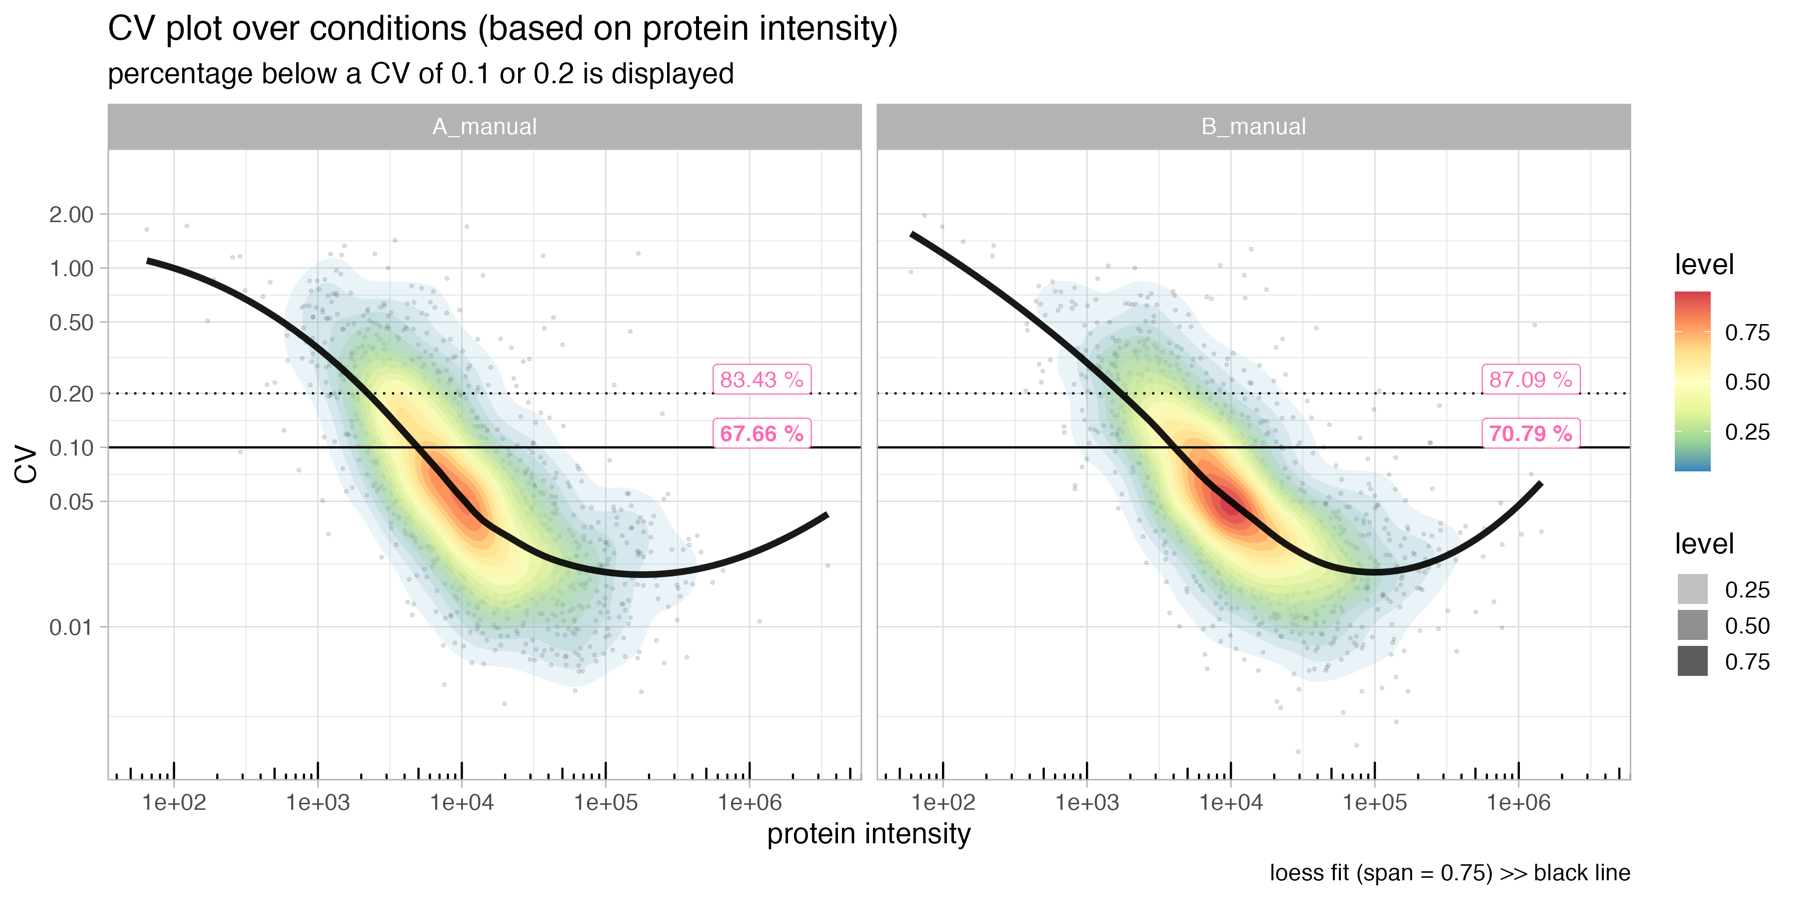 CV plot over conditions (based on protein intensity)
percentage below a CV of 0.1 or 0.2 is displayed
A_manual
B_manual
CV
2.00
1.00
0.50
0.20
0.10
0.05
0.01
83.43 %
67.66 %
87.09 %
70.79 %
1e+02 1e+03 1e+04 1e+05 1e+06
1e+02 1e+03 1e+04 1e+05 1e+06
protein intensity
loess fit (span = 0.75) >> black line
level
0.75
0.50
0.25
level
0.25
0.50
0.75